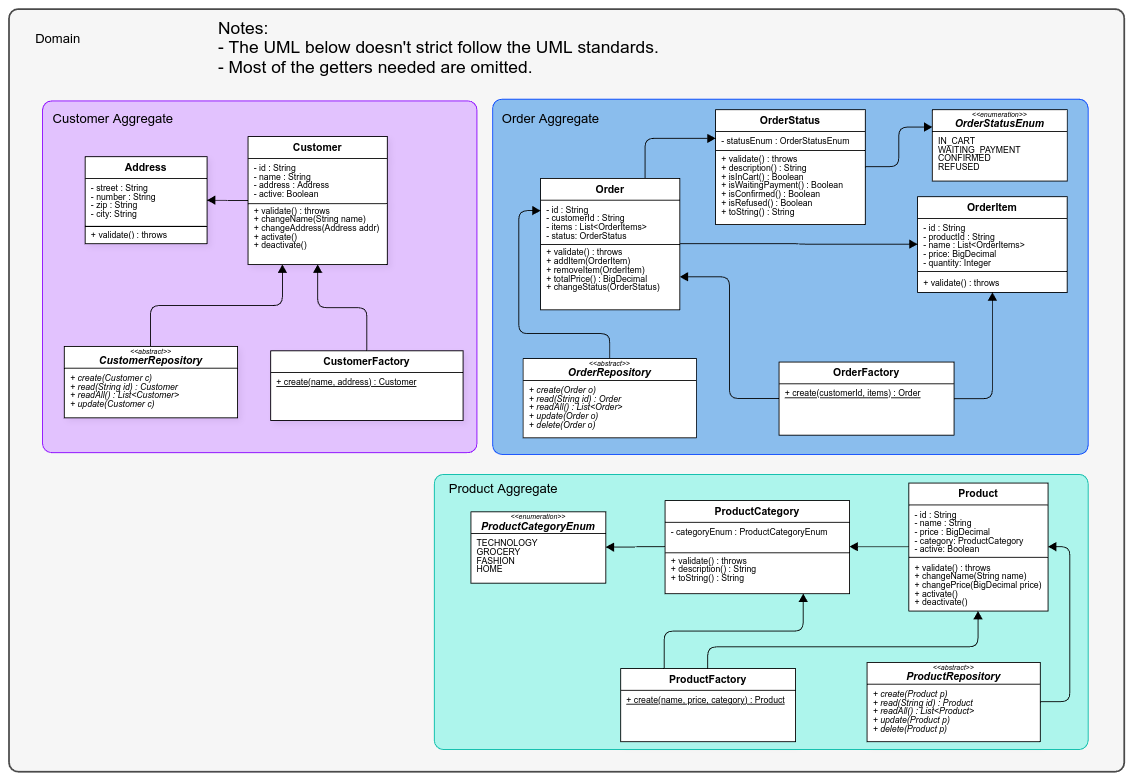 Domain
Notes:
- The UML below doesn't strict follow the UML standards.
- Most of the getters needed are omitted.
Customer Aggregate
Address
- street : String
- number : String
- zip : String
- city: String
+ validate() : throws
Customer
- id : String
- name : String
- address : Address
- active: Boolean
+ validate() : throws
+ changeName(String name)
+ changeAddress(Address addr)
+ activate()
+ deactivate()
<<abstract>>
CustomerRepository
+ create(Customer c)
+ read(String id) : Customer
+ readAll() : List<Customer>
+ update(Customer c)
CustomerFactory
+ create(name, address) : Customer
Order Aggregate
Order
- id : String
- customerId : String
- items : List<OrderItems>
- status: OrderStatus
+ validate() : throws
+ addItem(OrderItem)
+ removeItem(OrderItem)
+ totalPrice() : BigDecimal
+ changeStatus(OrderStatus)
OrderStatus
- statusEnum : OrderStatusEnum
+ validate() : throws
+ description() : String
+ isInCart() : Boolean
+ isWaitingPayment() : Boolean
+ isConfirmed() : Boolean
+ isRefused() : Boolean
+ toString() : String
<<enumeration>>
OrderStatusEnum
IN_CART
WAITING_PAYMENT
CONFIRMED
REFUSED
OrderItem
- id : String
- productId : String
- name : List<OrderItems>
- price: BigDecimal
- quantity: Integer
+ validate() : throws
<<abstract>>
OrderRepository
+ create(Order o)
+ read(String id) : Order
+ readAll() : List<Order>
+ update(Order o)
+ delete(Order o)
OrderFactory
+ create(customerId, items) : Order
Product Aggregate
<<enumeration>>
ProductCategoryEnum
TECHNOLOGY
GROCERY
FASHION
HOME
ProductCategory
- categoryEnum : ProductCategoryEnum
+ validate() : throws
+ description() : String
+ toString() : String
Product
- id : String
- name : String
- price : BigDecimal
- category: ProductCategory
- active: Boolean
+ validate() : throws
+ changeName(String name)
+ changePrice(BigDecimal price)
+ activate()
+ deactivate()
ProductFactory
+ create(name, price, category) : Product
<<abstract>>
ProductRepository
+ create(Product p)
+ read(String id) : Product
+ readAll() : List<Product>
+ update(Product p)
+ delete(Product p)